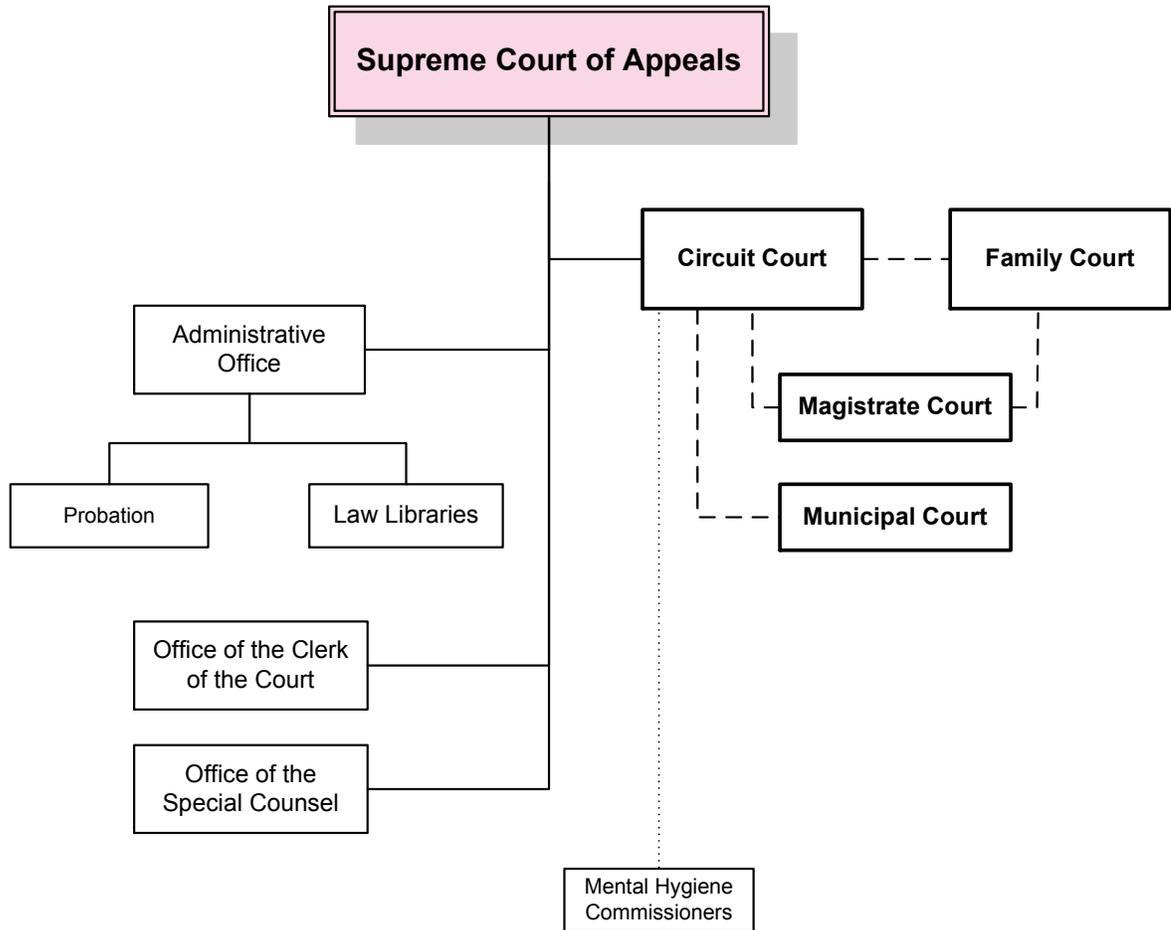 Supreme Court of Appeals
Circuit Court
Family Court
Administrative
Office
Magistrate Court
Probation
Law Libraries
Municipal Court
Office of the Clerk
of the Court
Office of the
Special Counsel
Mental Hygiene
Commissioners